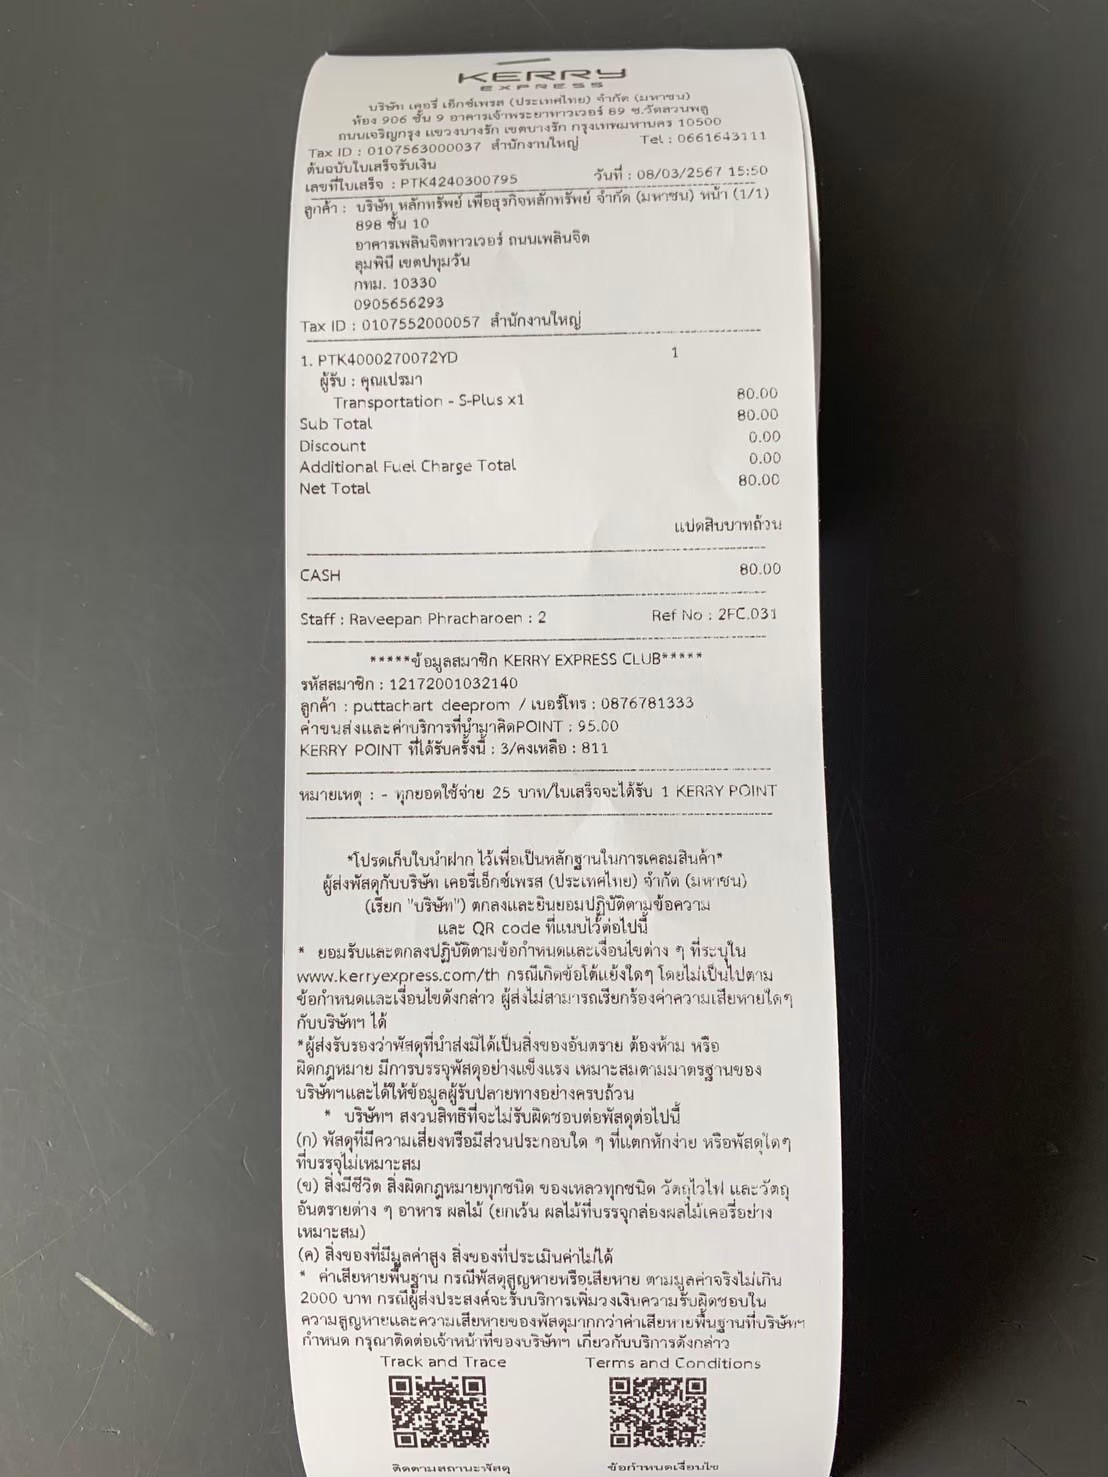 KERRY
EXPRESS
บริษัท เคอรี่ เอ็กซ์เพรส (ประเทศไทย) จำกัด (มหาชน)
ห้อง 906 ชั้น 9 อาคารเจ้าพระยาทาวเวอร์ 89 ซ.วัดสวนพลู
ถนนเจริญกรุง แขวงบางรัก เขตบางรัก กรุงเทพมหานคร 10500
Tax ID : 0107563000037 สำนักงานใหญ่ Tel : 0661643111
ต้นฉบับใบเสร็จรับเงิน
เลขที่ใบเสร็จ : PTK4240300795 วันที่ : 08/03/2567 15:50
ลูกค้า : บริษัท หลักทรัพย์ เพื่อธุรกิจหลักทรัพย์ จำกัด (มหาชน) หน้า (1/1)
898 ชั้น 10
อาคารเพลินจิตทาวเวอร์ ถนนเพลินจิต
ลุมพินี เขตปทุมวัน
กทม. 10330
0905656293
Tax ID : 0107552000057 สำนักงานใหญ่
1. PTK4000270072YD 1
ผู้รับ : คุณเปรมา
Transportation - S-Plus x1 80.00
Sub Total 80.00
Discount 0.00
Additional Fuel Charge Total 0.00
Net Total 80.00
แปดสิบบาทถ้วน
CASH 80.00
Staff : Raveepan Phracharoen : 2 Ref No : 2FC.031
*****ข้อมูลสมาชิก KERRY EXPRESS CLUB*****
รหัสสมาชิก : 12172001032140
ลูกค้า : puttachart deeprom / เบอร์โทร : 0876781333
ค่าขนส่งและค่าบริการที่นำมาคิดPOINT : 95.00
KERRY POINT ที่ได้รับครั้งนี้ : 3/คงเหลือ : 811
หมายเหตุ : - ทุกยอดใช้จ่าย 25 บาท/ใบเสร็จจะได้รับ 1 KERRY POINT
*โปรดเก็บใบนำฝาก ไว้เพื่อเป็นหลักฐานในการเคลมสินค้า*
ผู้ส่งพัสดุกับบริษัท เคอรี่เอ็กซ์เพรส (ประเทศไทย) จำกัด (มหาชน)
(เรียก "บริษัท") ตกลงและยินยอมปฏิบัติตามข้อความ
และ QR code ที่แนบไว้ต่อไปนี้
* ยอมรับและตกลงปฏิบัติตามข้อกำหนดและเงื่อนไขต่าง ๆ ที่ระบุใน
www.kerryexpress.com/th กรณีเกิดข้อโต้แย้งใดๆ โดยไม่เป็นไปตาม
ข้อกำหนดและเงื่อนไขดังกล่าว ผู้ส่งไม่สามารถเรียกร้องค่าความเสียหายใดๆ
กับบริษัทฯ ได้
*ผู้ส่งรับรองว่าพัสดุที่นำส่งมิได้เป็นสิ่งของอันตราย ต้องห้าม หรือ
ผิดกฎหมาย มีการบรรจุพัสดุอย่างแข็งแรง เหมาะสมตามมาตรฐานของ
บริษัทฯและได้ให้ข้อมูลผู้รับปลายทางอย่างครบถ้วน
* บริษัทฯ สงวนสิทธิที่จะไม่รับผิดชอบต่อพัสดุต่อไปนี้
(ก) พัสดุที่มีความเสี่ยงหรือมีส่วนประกอบใด ๆ ที่แตกหักง่าย หรือพัสดุใดๆ
ที่บรรจุไม่เหมาะสม
(ข) สิ่งมีชีวิต สิ่งผิดกฎหมายทุกชนิด ของเหลวทุกชนิด วัตถุไวไฟ และวัตถุ
อันตรายต่าง ๆ อาหาร ผลไม้ (ยกเว้น ผลไม้ที่บรรจุกล่องผลไม้เคอรี่อย่าง
เหมาะสม)
(ค) สิ่งของที่มีมูลค่าสูง สิ่งของที่ประเมินค่าไม่ได้
* ค่าเสียหายพื้นฐาน กรณีพัสดุสูญหายหรือเสียหาย ตามมูลค่าจริงไม่เกิน
2000 บาท กรณีผู้ส่งประสงค์จะรับบริการเพิ่มวงเงินความรับผิดชอบใน
ความสูญหายและความเสียหายของพัสดุมากกว่าค่าเสียหายพื้นฐานที่บริษัทฯ
กำหนด กรุณาติดต่อเจ้าหน้าที่ของบริษัทฯ เกี่ยวกับบริการดังกล่าว
Track and Trace Terms and Conditions
ติดตามสถานะพัสดุ ข้อกำหนดเงื่อนไข